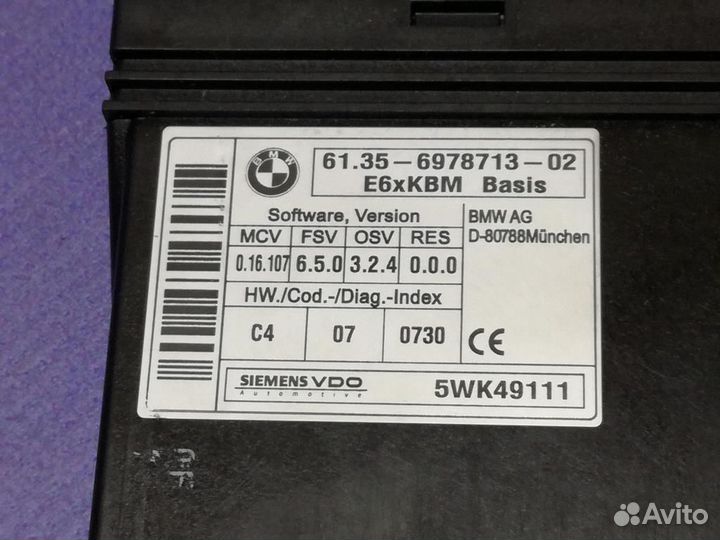 BMW
61.35-6978713-02
E6xKBM Basis
Software, Version
MCV FSV OSV RES
0.16.107 6.5.0 3.2.4 0.0.0
HW./Cod.-/Diag.-Index
C4 07 0730
BMW AG
D-80788München
CE
SIEMENS VDO
Automotive
5WK49111
Avito